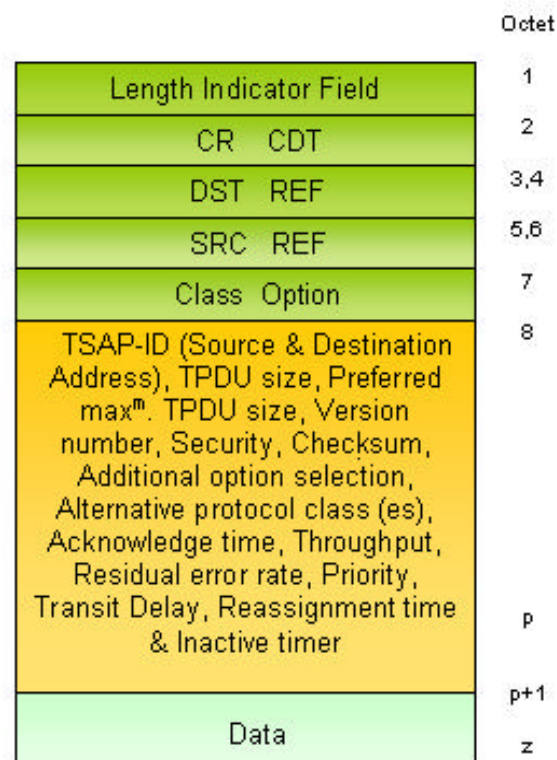 Octet
Length Indicator Field 1
CR CDT 2
DST REF 3,4
SRC REF 5,6
Class Option 7
TSAP-ID (Source & Destination 8
Address), TPDU size, Preferred
maxᵐ. TPDU size, Version
number, Security, Checksum,
Additional option selection,
Alternative protocol class (es),
Acknowledge time, Throughput,
Residual error rate, Priority,
Transit Delay, Reassignment time p
& Inactive timer
p+1
Data z